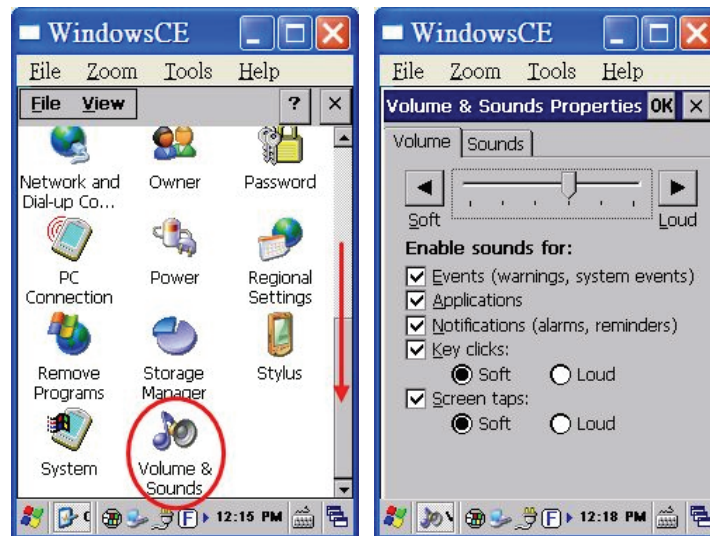 WindowsCE
File Zoom Tools Help
File View ? ×
Network and
Dial-up Co...
Owner
Password
PC
Connection
Power
Regional
Settings
Remove
Programs
Storage
Manager
Stylus
System
Volume &
Sounds
12:15 PM
WindowsCE
File Zoom Tools Help
Volume & Sounds Properties OK ×
Volume Sounds
Soft Loud
Enable sounds for:
Events (warnings, system events)
Applications
Notifications (alarms, reminders)
Key clicks:
Soft Loud
Screen taps:
Soft Loud
F 12:18 PM